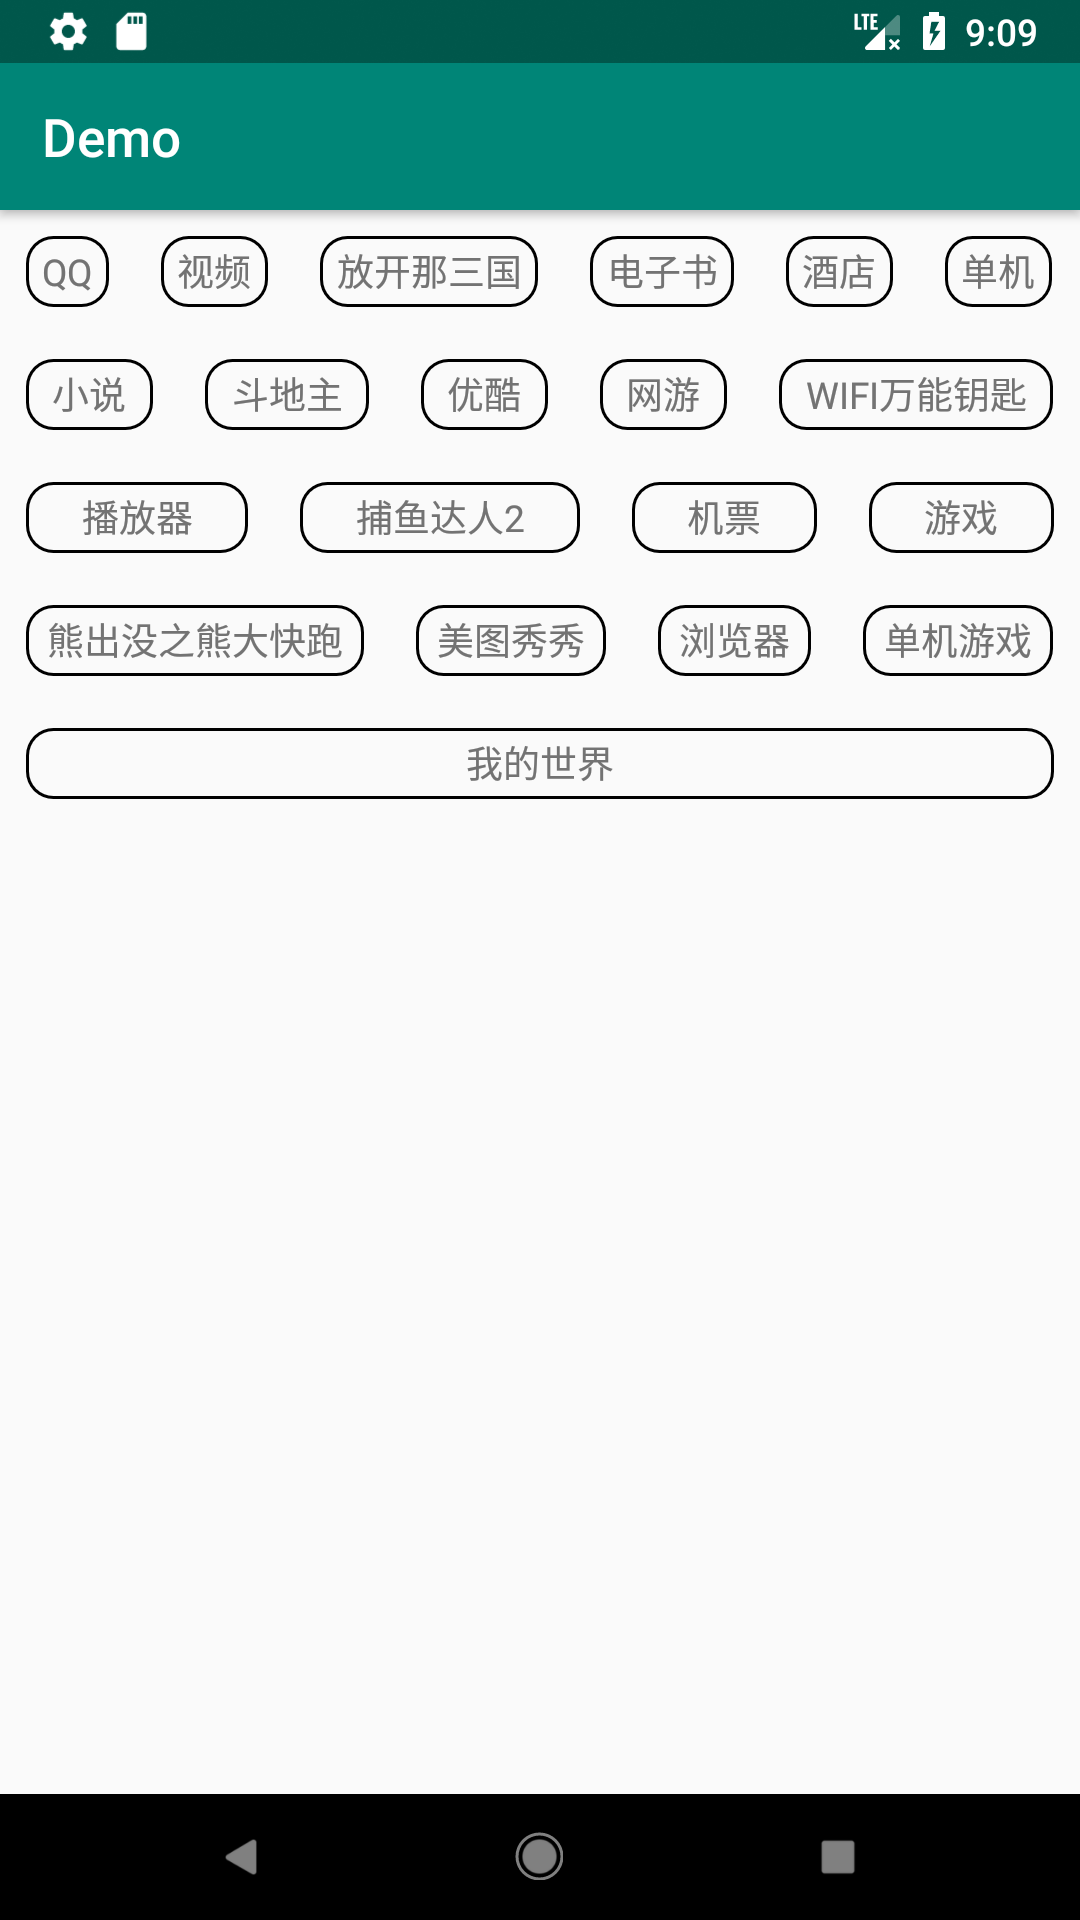 LTE 9:09
Demo
QQ 视频 放开那三国 电子书 酒店 单机
小说 斗地主 优酷 网游 WIFI万能钥匙
播放器 捕鱼达人2 机票 游戏
熊出没之熊大快跑 美图秀秀 浏览器 单机游戏
我的世界